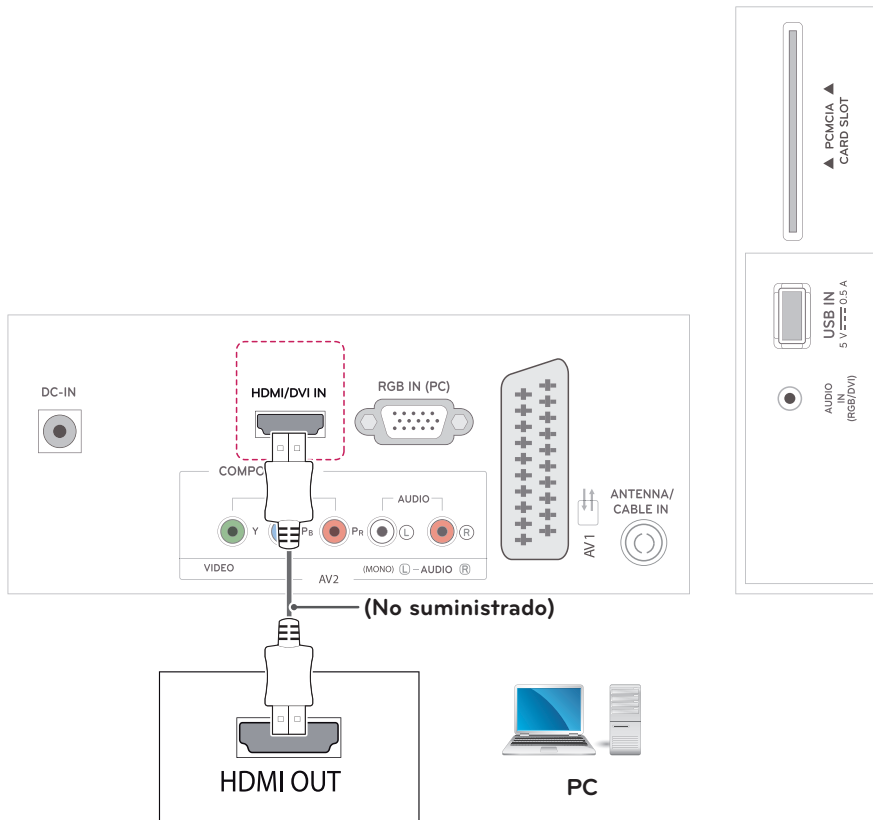 PCMCIA
CARD SLOT
USB IN
5 V 0.5 A
AUDIO
IN
(RGB/DVI)
DC-IN
HDMI/DVI IN
RGB IN (PC)
COMPO
AUDIO
Y
PB
PR
L
R
VIDEO
AV2
(MONO) L - AUDIO R
AV1
ANTENNA/
CABLE IN
(No suministrado)
HDMI OUT
PC